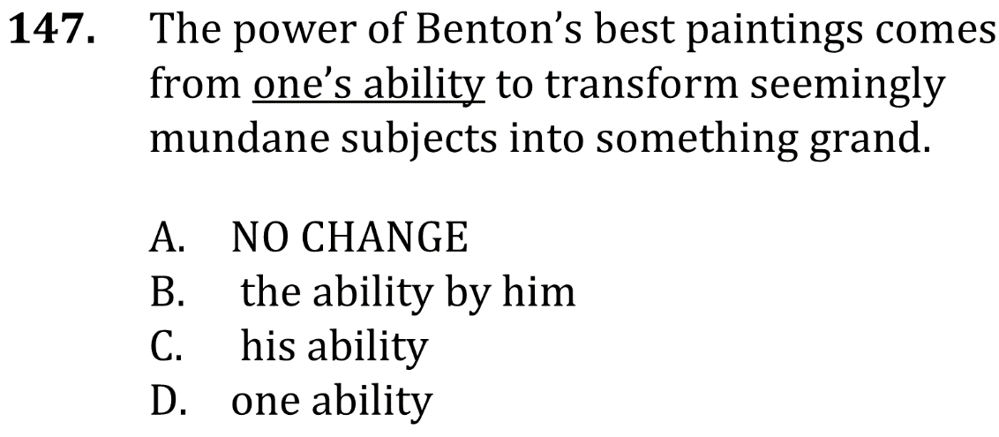 147. The power of Benton’s best paintings comes
from one’s ability to transform seemingly
mundane subjects into something grand.
A. NO CHANGE
B. the ability by him
C. his ability
D. one ability